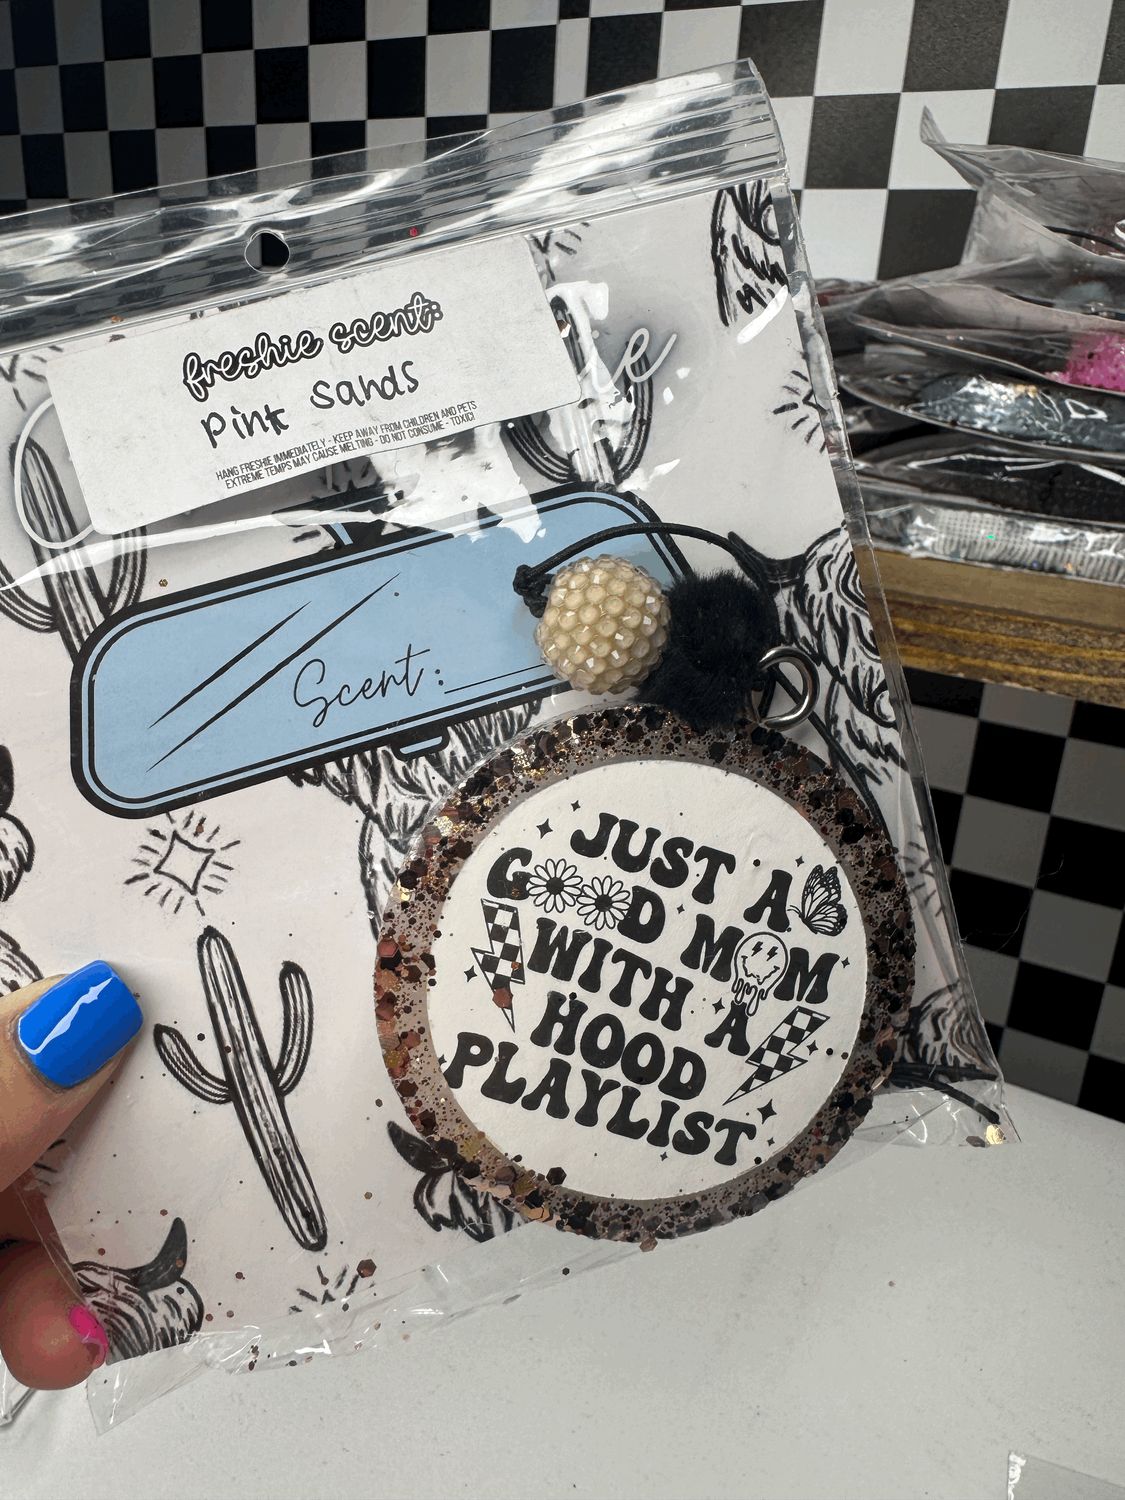 freshie scent:
Pink Sands
HANG FRESHIE IMMEDIATELY - KEEP AWAY FROM CHILDREN AND PETS
EXTREME TEMPS MAY CAUSE MELTING - DO NOT CONSUME - TOXIC!
Scent:
JUST A
GOOD MOM
WITH A
HOOD
PLAYLIST